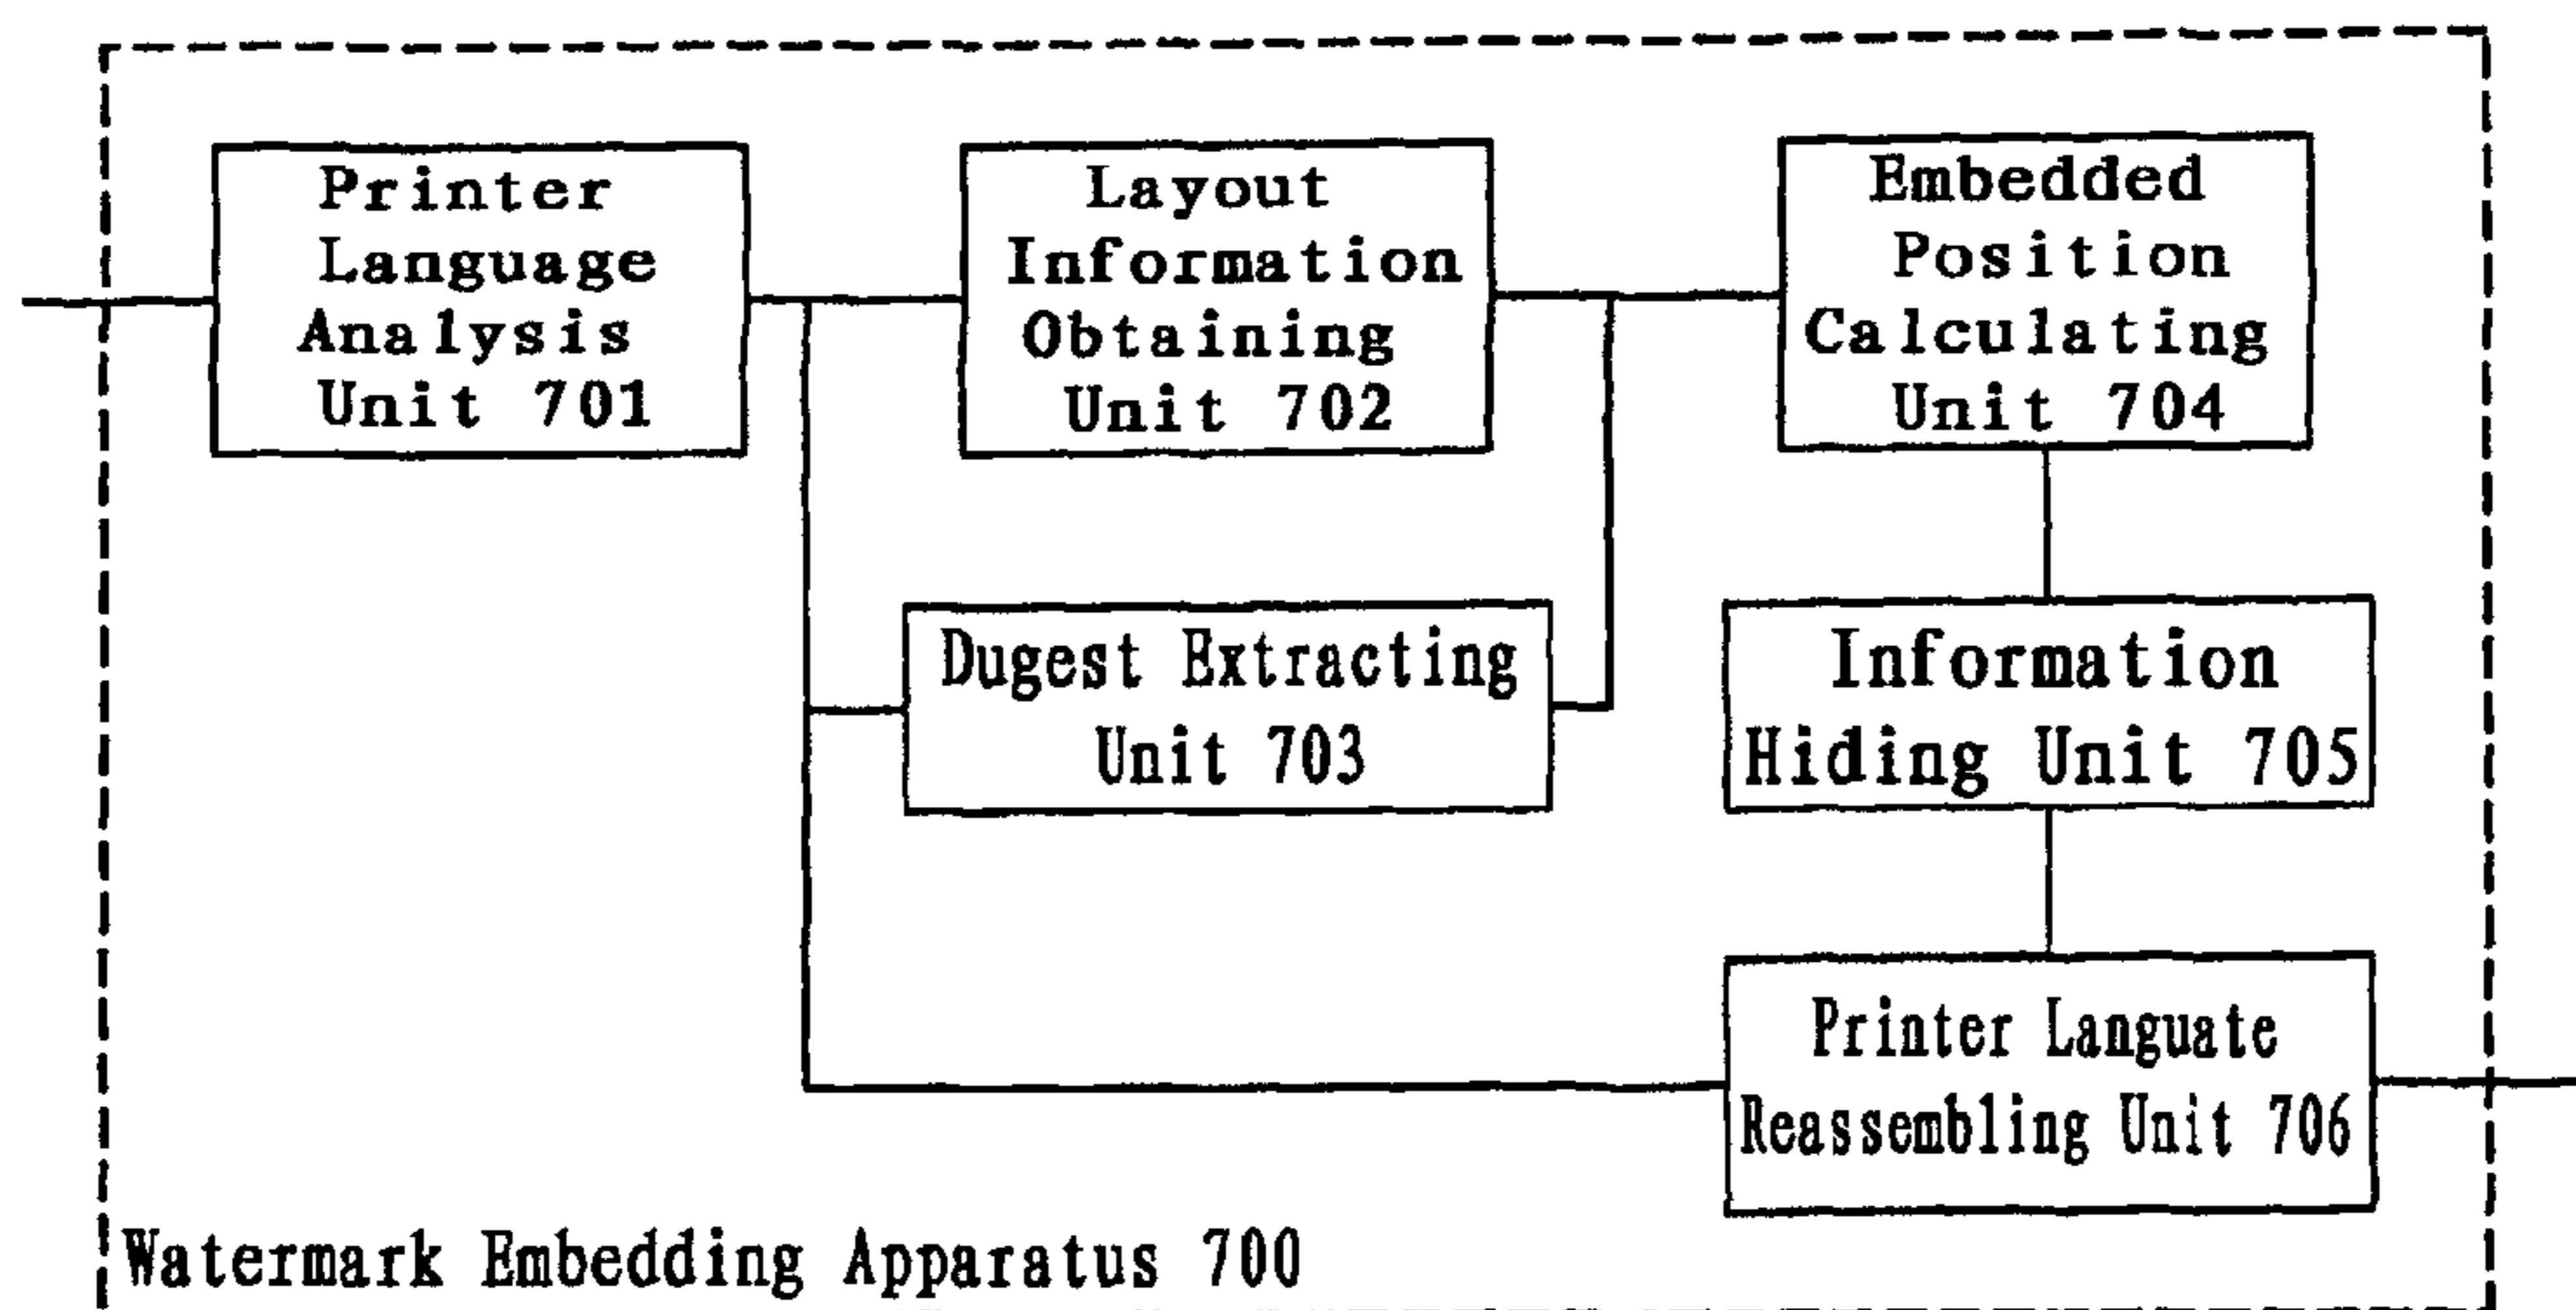 Printer
Language
Analysis
Unit 701
Layout
Information
Obtaining
Unit 702
Embedded
Position
Calculating
Unit 704
Dugest Extracting
Unit 703
Information
Hiding Unit 705
Printer Languate
Reassembling Unit 706
Watermark Embedding Apparatus 700